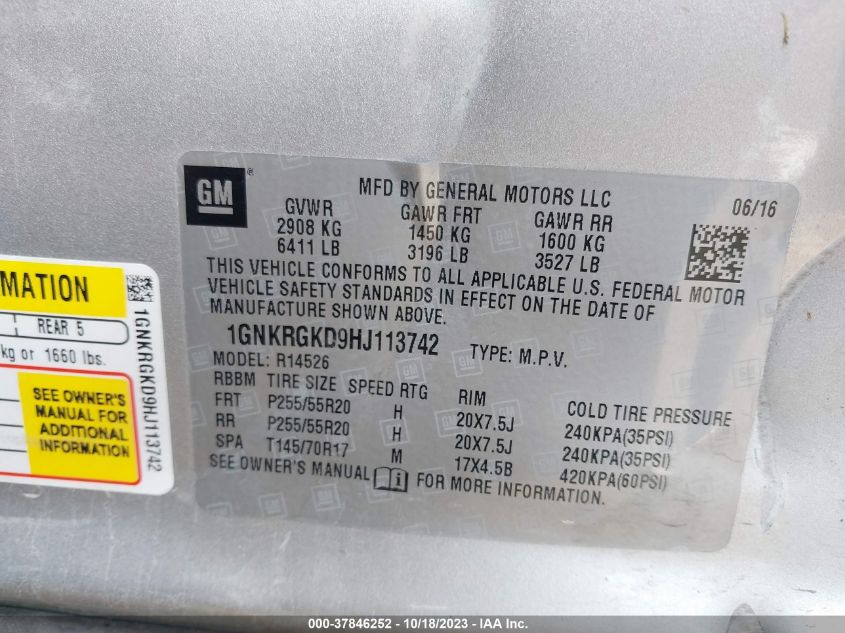 GM
MFD BY GENERAL MOTORS LLC
06/16
GVWR GAWR FRT GAWR RR
2908 KG 1450 KG 1600 KG
6411 LB 3196 LB 3527 LB
THIS VEHICLE CONFORMS TO ALL APPLICABLE U.S. FEDERAL MOTOR
VEHICLE SAFETY STANDARDS IN EFFECT ON THE DATE OF
MANUFACTURE SHOWN ABOVE.
1GNKRGKD9HJ113742 TYPE: M.P.V.
MODEL: R14526
RBBM TIRE SIZE SPEED RTG RIM COLD TIRE PRESSURE
FRT P255/55R20 H 20X7.5J 240KPA(35PSI)
RR P255/55R20 H 20X7.5J 240KPA(35PSI)
SPA T145/70R17 M 17X4.5B 420KPA(60PSI)
SEE OWNER'S MANUAL i FOR MORE INFORMATION.
MATION
REAR 5
kg or 1660 lbs.
SEE OWNER'S
MANUAL FOR
ADDITIONAL
INFORMATION
1GNKRGKD9HJ113742
000-37846252 | 10/18/2023 - IAA Inc.